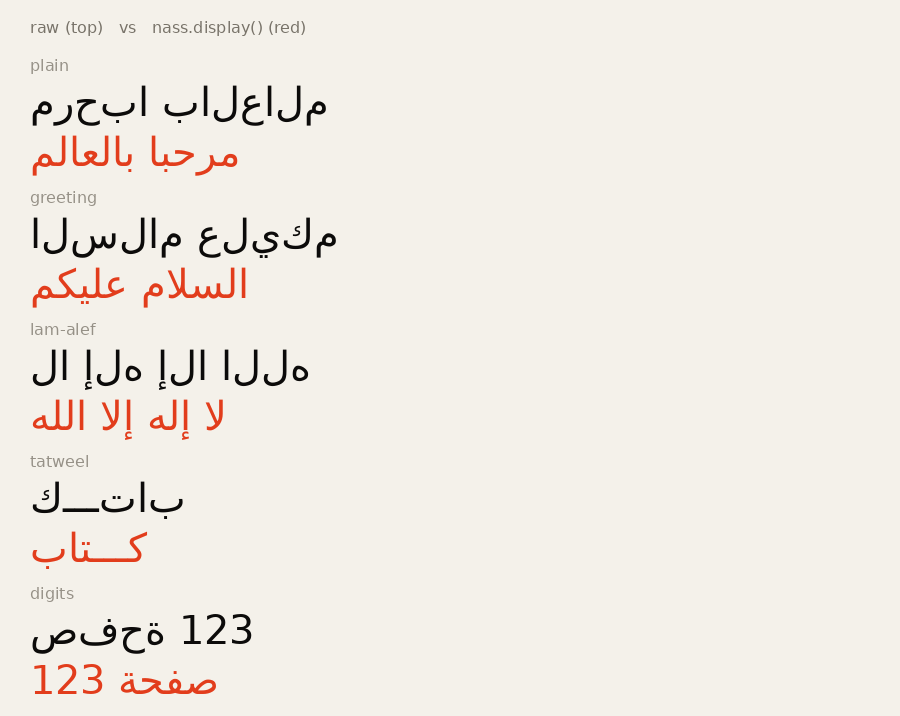 raw (top) vs nass.display() (red)
plain
مرحبا بالعالم
مرحبا بالعالم
greeting
السلام عليكم
السلام عليكم
lam-alef
لا إله إلا الله
لا إله إلا الله
tatweel
كـــتاب
كـــتاب
digits
صفحة 123
صفحة 123